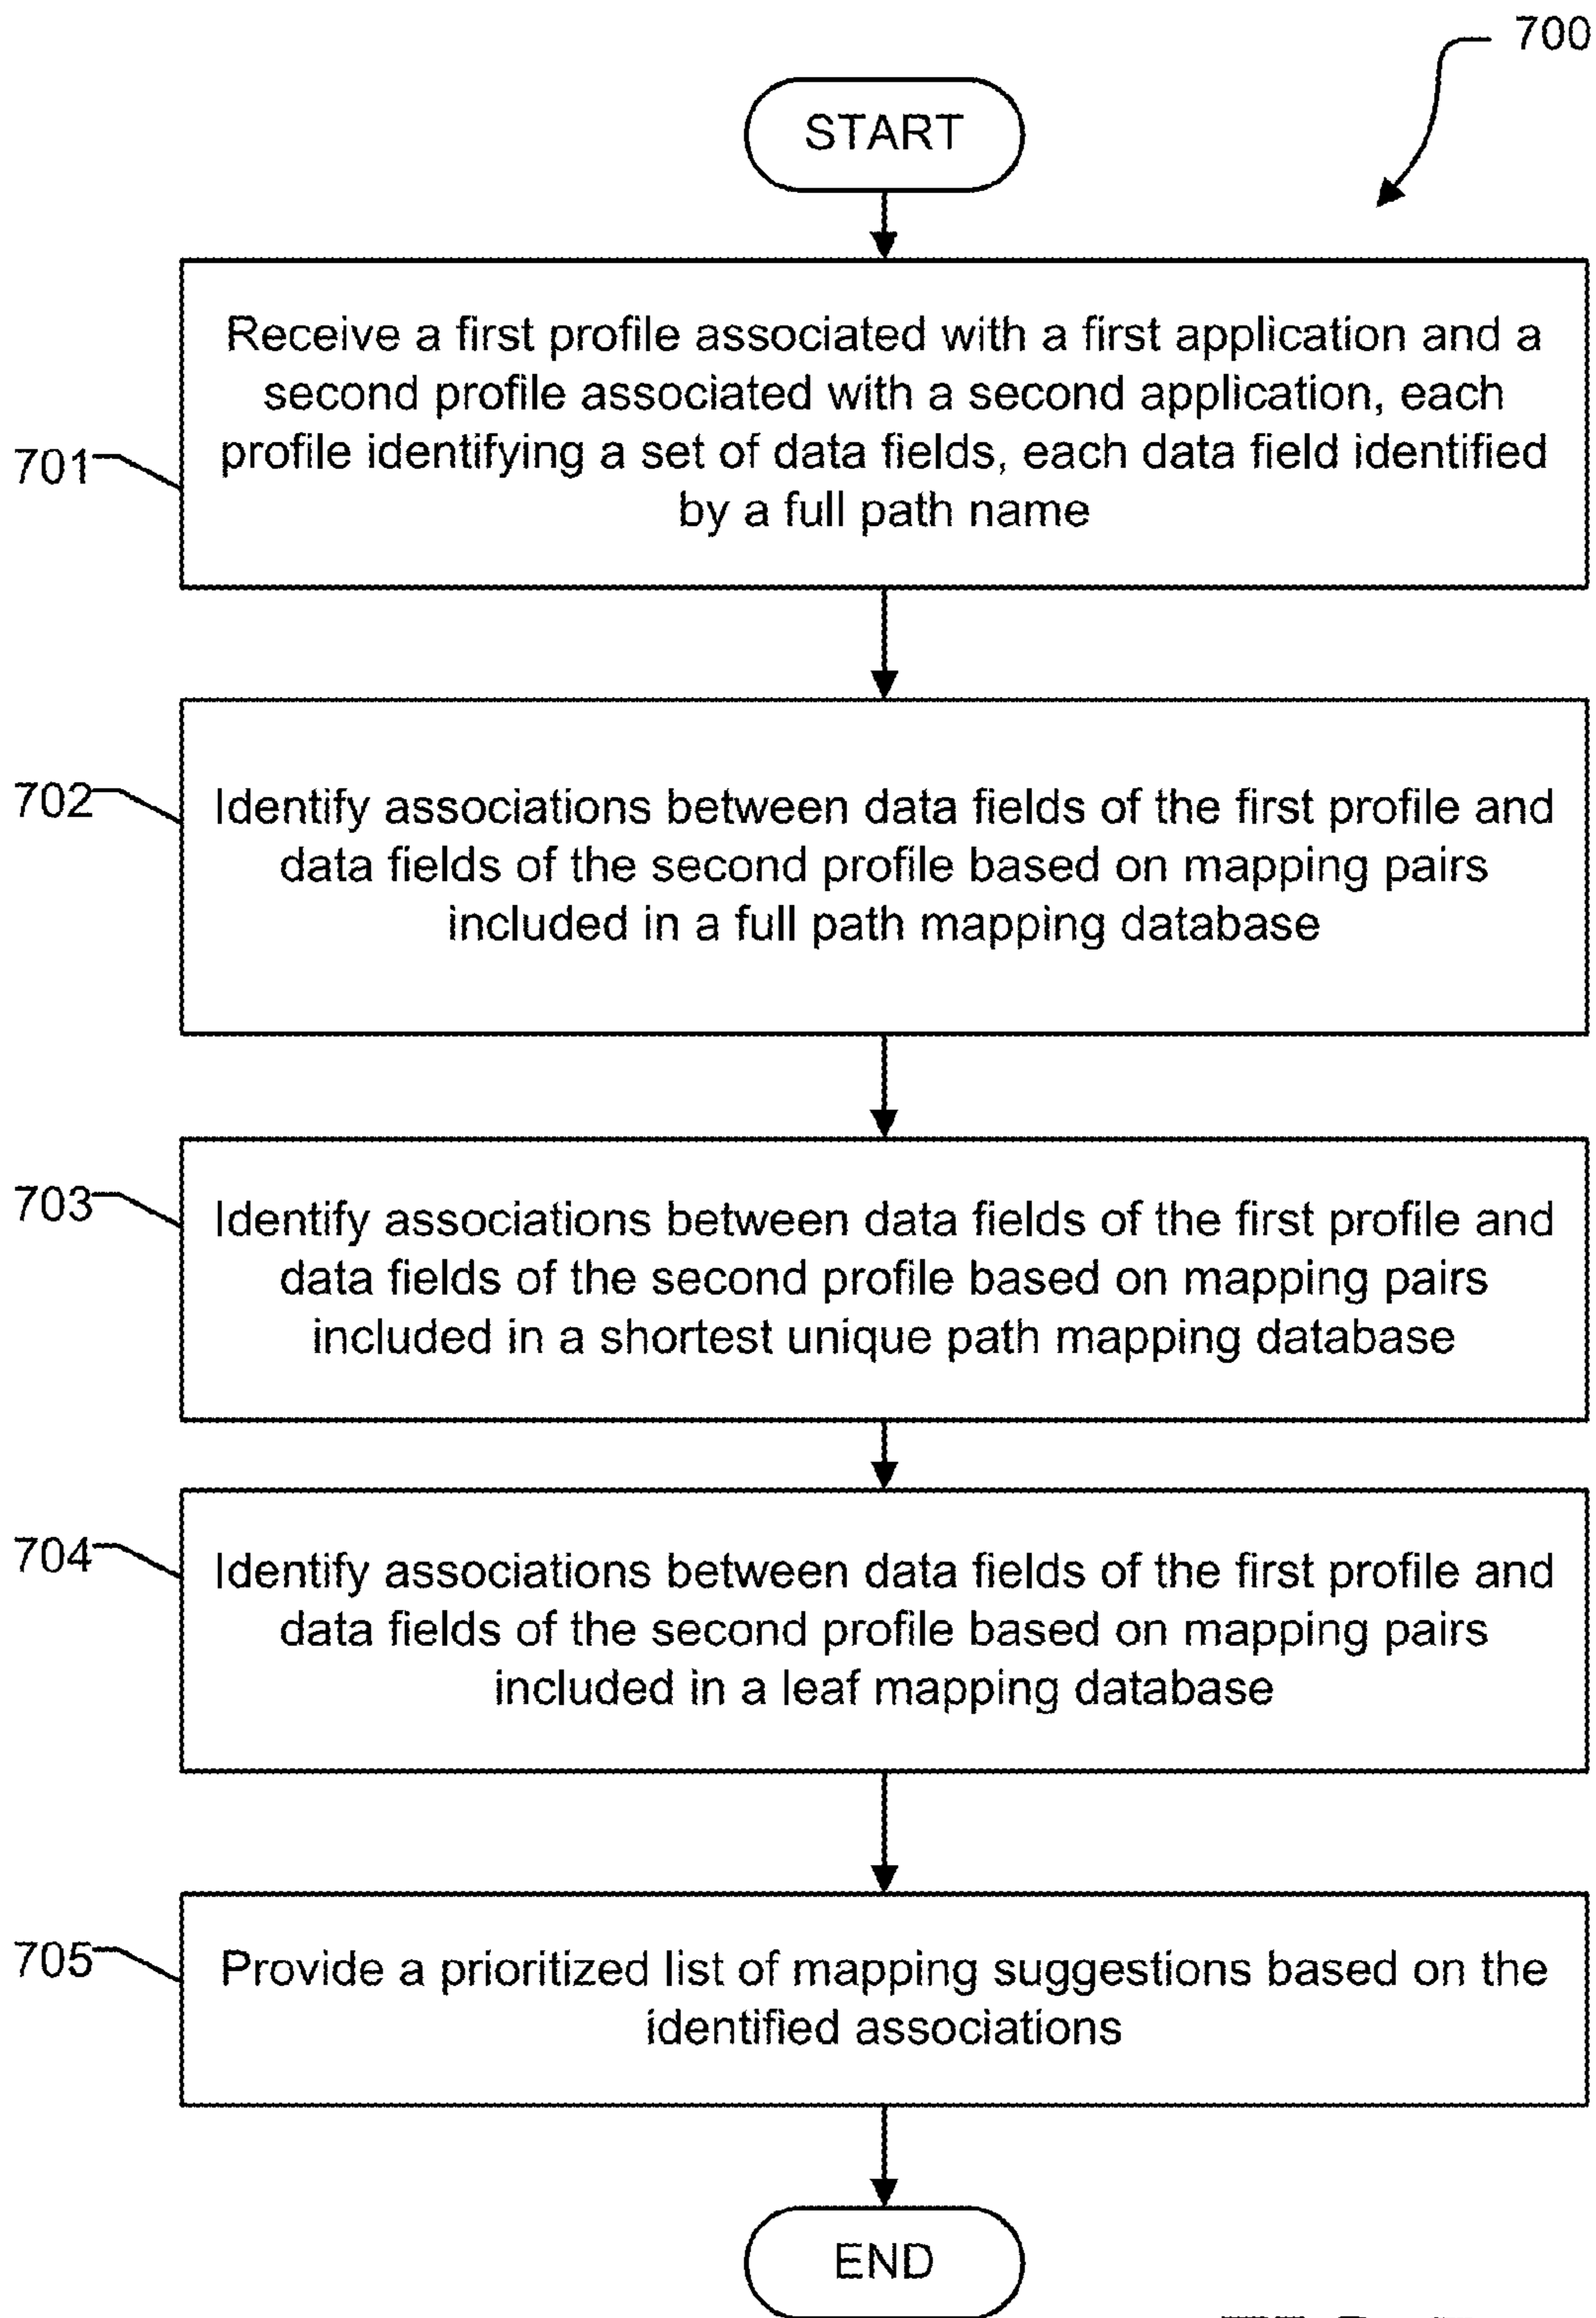 700
START
701
Receive a first profile associated with a first application and a
second profile associated with a second application, each
profile identifying a set of data fields, each data field identified
by a full path name
702
Identify associations between data fields of the first profile and
data fields of the second profile based on mapping pairs
included in a full path mapping database
703
Identify associations between data fields of the first profile and
data fields of the second profile based on mapping pairs
included in a shortest unique path mapping database
704
Identify associations between data fields of the first profile and
data fields of the second profile based on mapping pairs
included in a leaf mapping database
705
Provide a prioritized list of mapping suggestions based on the
identified associations
END